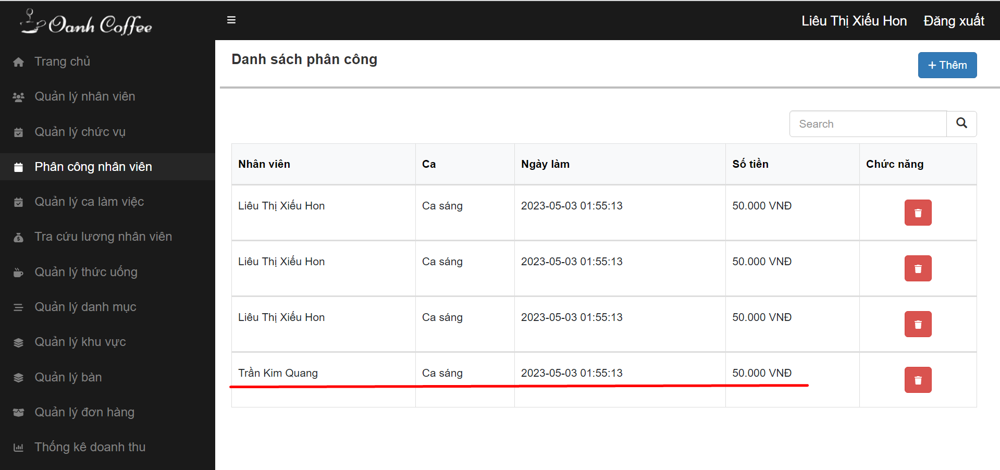 Oanh Coffee
Liêu Thị Xiếu Hon Đăng xuất
Trang chủ
Quản lý nhân viên
Quản lý chức vụ
Phân công nhân viên
Quản lý ca làm việc
Tra cứu lương nhân viên
Quản lý thức uống
Quản lý danh mục
Quản lý khu vực
Quản lý bàn
Quản lý đơn hàng
Thống kê doanh thu
Danh sách phân công
+ Thêm
Search
Nhân viên Ca Ngày làm Số tiền Chức năng
Liêu Thị Xiếu Hon Ca sáng 2023-05-03 01:55:13 50.000 VNĐ
Liêu Thị Xiếu Hon Ca sáng 2023-05-03 01:55:13 50.000 VNĐ
Liêu Thị Xiếu Hon Ca sáng 2023-05-03 01:55:13 50.000 VNĐ
Trần Kim Quang Ca sáng 2023-05-03 01:55:13 50.000 VNĐ